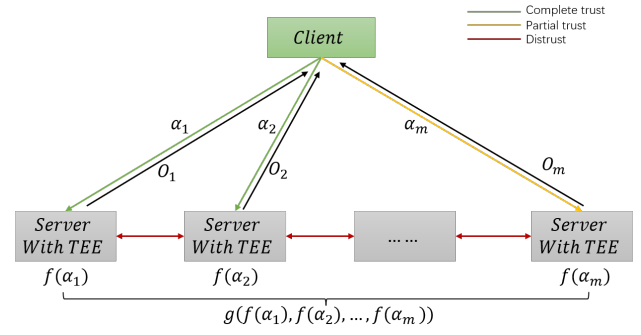 Complete trust
Partial trust
Distrust
Client
α₁
α₂
αₘ
O₁
O₂
Oₘ
Server
With TEE
Server
With TEE
... ...
Server
With TEE
f(α₁)
f(α₂)
f(αₘ)
g(f(α₁), f(α₂), ..., f(αₘ))